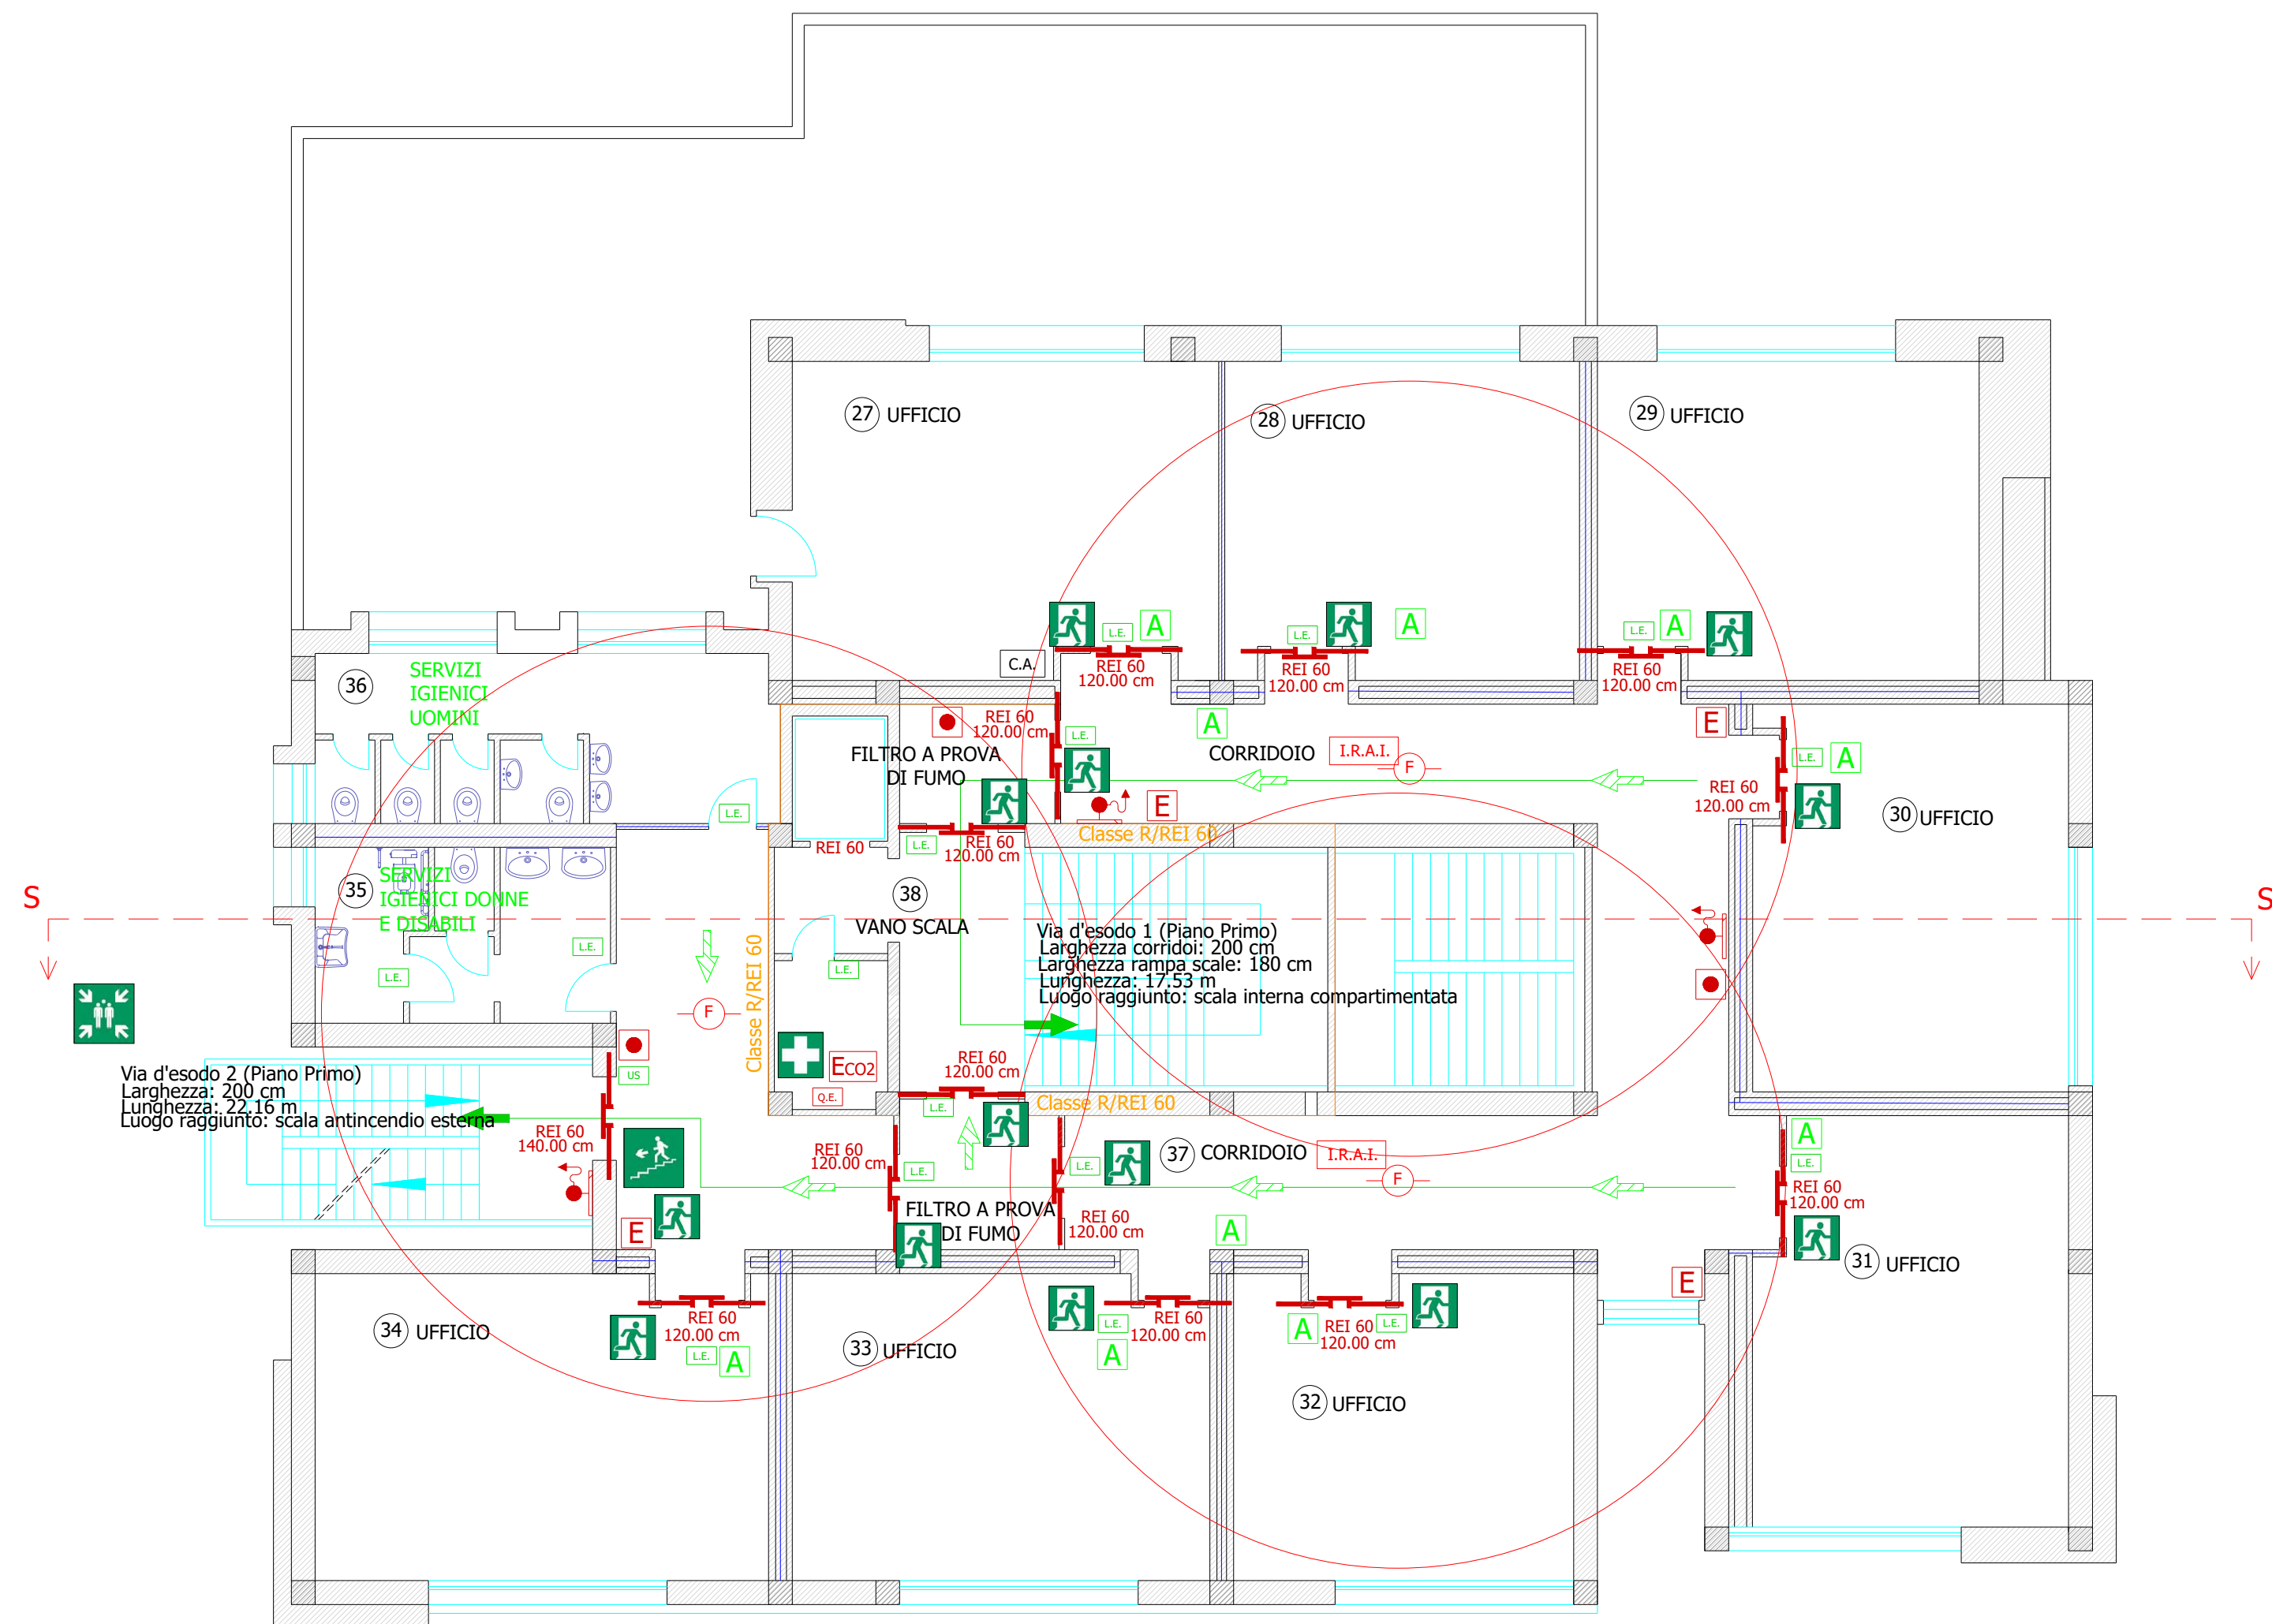 27 UFFICIO
28 UFFICIO
29 UFFICIO
L.E.
A
L.E.
A
L.E.
A
C.A.
REI 60
120.00 cm
REI 60
120.00 cm
REI 60
120.00 cm
36
SERVIZI
IGIENICI
UOMINI
REI 60
120.00 cm
L.E.
A
CORRIDOIO
I.R.A.I.
F
E
L.E.
A
FILTRO A PROVA
DI FUMO
REI 60
120.00 cm
30 UFFICIO
E
L.E.
Classe R/REI 60
REI 60
L.E.
REI 60
120.00 cm
35
SERVIZI
IGIENICI DONNE
E DISABILI
38
VANO SCALA
S
S
L.E.
L.E.
L.E.
Classe R/REI 60
Via d'esodo 1 (Piano Primo)
Larghezza corridoi: 200 cm
Larghezza rampa scale: 180 cm
Lunghezza: 17.53 m
Luogo raggiunto: scala interna compartimentata
F
US
ECO2
Q.E.
REI 60
120.00 cm
L.E.
Classe R/REI 60
Via d'esodo 2 (Piano Primo)
Larghezza: 200 cm
Lunghezza: 22.16 m
Luogo raggiunto: scala antincendio esterna
REI 60
140.00 cm
REI 60
120.00 cm
L.E.
L.E.
37 CORRIDOIO
I.R.A.I.
F
A
L.E.
REI 60
120.00 cm
FILTRO A PROVA
DI FUMO
REI 60
120.00 cm
A
E
31 UFFICIO
E
34 UFFICIO
REI 60
120.00 cm
L.E.
A
33 UFFICIO
L.E.
A
REI 60
120.00 cm
A
REI 60
120.00 cm
L.E.
32 UFFICIO